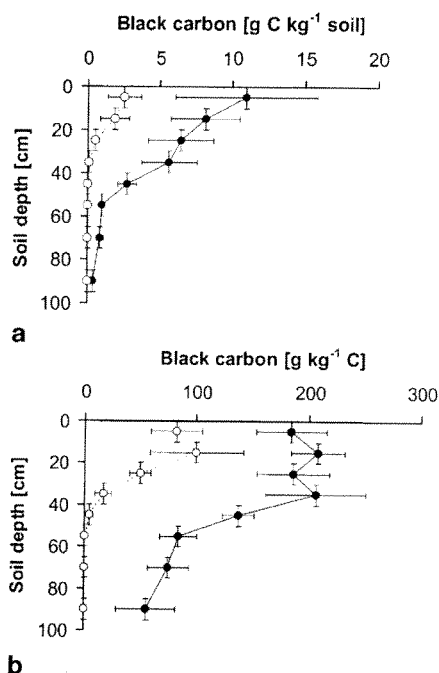 Black carbon [g C kg-1 soil]
0 5 10 15 20
0
20
40
60
80
100
Soil depth [cm]
a
Black carbon [g kg-1 C]
0 100 200 300
0
20
40
60
80
100
Soil depth [cm]
b